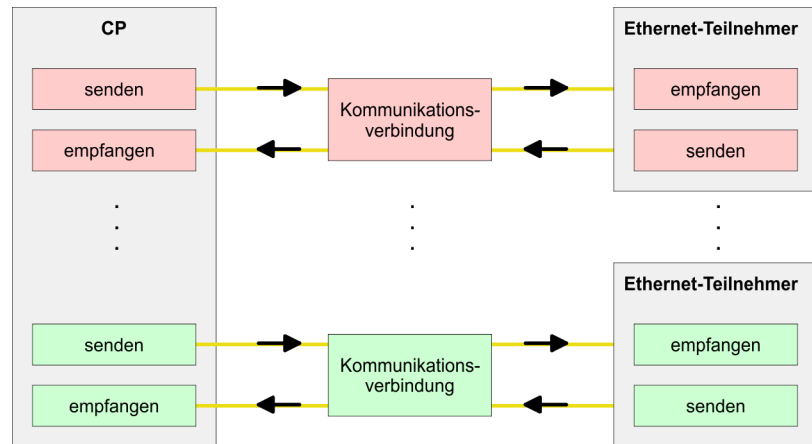 CP
Ethernet-Teilnehmer
senden
Kommunikations-
verbindung
empfangen
empfangen
senden
Ethernet-Teilnehmer
senden
Kommunikations-
verbindung
empfangen
empfangen
senden